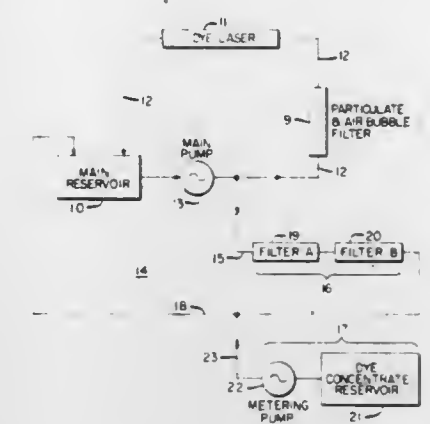 11
DYE LASER
12
12
9
PARTICULATE
& AIR BUBBLE
FILTER
MAIN
PUMP
12
MAIN
RESERVOIR
10
13
19
20
15
FILTER A
FILTER B
16
14
18
17
23
DYE
CONCENTRATE
RESERVOIR
22
METERING
PUMP
21